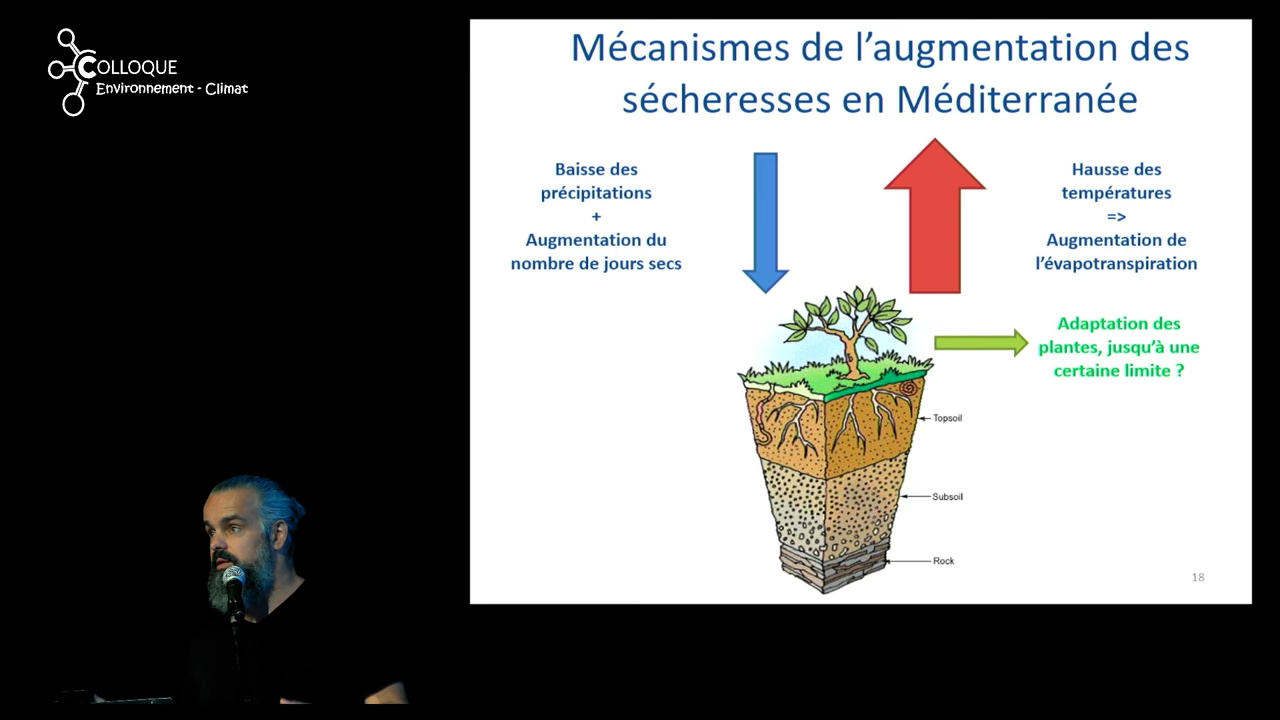 COLLOQUE
Environnement - Climat
Mécanismes de l'augmentation des
sécheresses en Méditerranée
Baisse des
précipitations
+
Augmentation du
nombre de jours secs
Hausse des
températures
=>
Augmentation de
l'évapotranspiration
Adaptation des
plantes, jusqu'à une
certaine limite ?
Topsoil
Subsoil
Rock
18